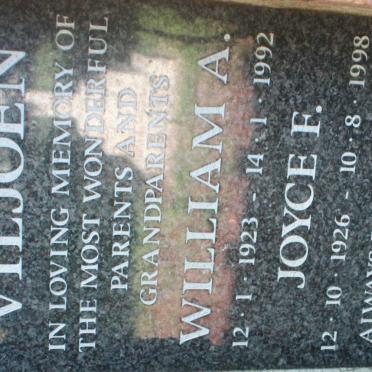 VILJOEN
IN LOVING MEMORY OF
THE MOST WONDERFUL
PARENTS AND
GRANDPARENTS
WILLIAM A.
12 · 1 · 1923 - 14 · 1 · 1992
JOYCE F.
12 · 10 · 1926 - 10 · 8 · 1998
ALWAYS